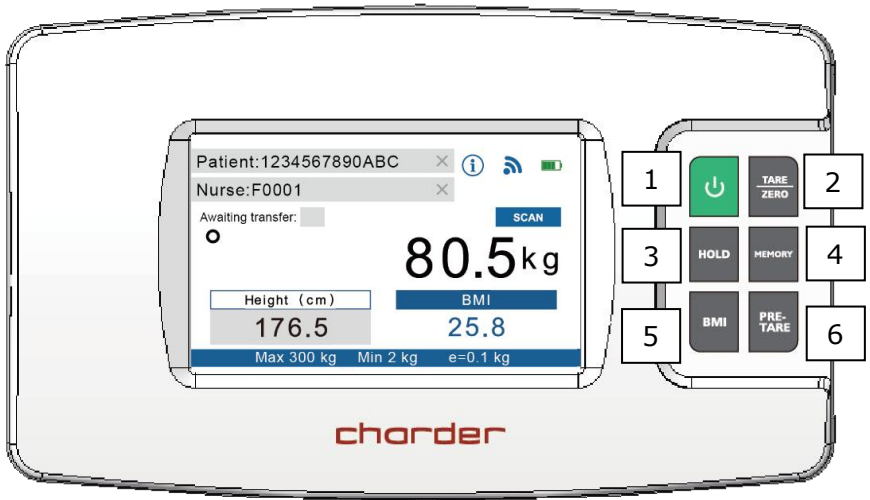 Patient:1234567890ABC
Nurse:F0001
Awaiting transfer:
SCAN
80.5kg
Height (cm)
BMI
176.5
25.8
Max 300 kg Min 2 kg e=0.1 kg
charder
1
TARE
ZERO
2
3
HOLD
MEMORY
4
5
BMI
PRE-
TARE
6